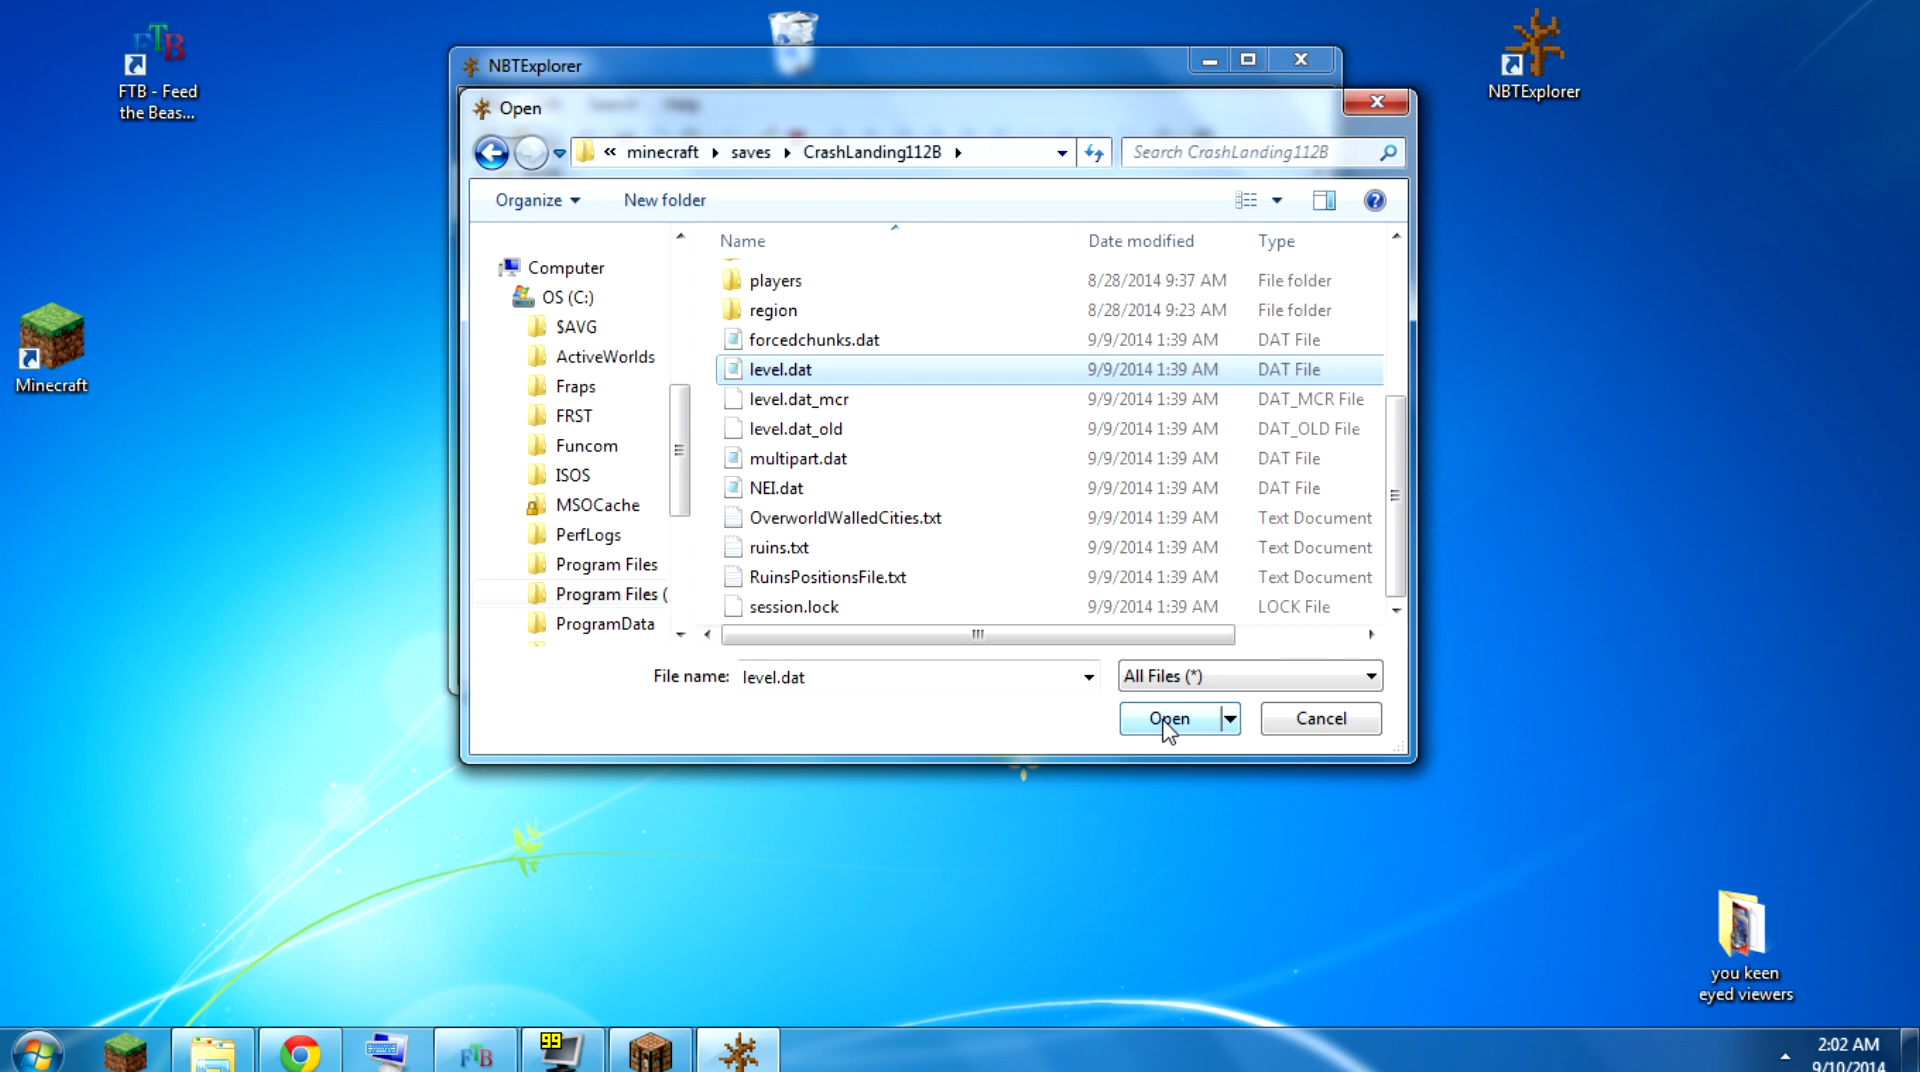 FTB
FTB - Feed
the Beas...
Minecraft
NBTExplorer
NBTExplorer
Open
« minecraft saves CrashLanding112B
Search CrashLanding112B
Organize New folder
Computer
OS (C:)
$AVG
ActiveWorlds
Fraps
FRST
Funcom
ISOS
MSOCache
PerfLogs
Program Files
Program Files (
ProgramData
Name Date modified Type
players 8/28/2014 9:37 AM File folder
region 8/28/2014 9:23 AM File folder
forcedchunks.dat 9/9/2014 1:39 AM DAT File
level.dat 9/9/2014 1:39 AM DAT File
level.dat_mcr 9/9/2014 1:39 AM DAT_MCR File
level.dat_old 9/9/2014 1:39 AM DAT_OLD File
multipart.dat 9/9/2014 1:39 AM DAT File
NEI.dat 9/9/2014 1:39 AM DAT File
OverworldWalledCities.txt 9/9/2014 1:39 AM Text Document
ruins.txt 9/9/2014 1:39 AM Text Document
RuinsPositionsFile.txt 9/9/2014 1:39 AM Text Document
session.lock 9/9/2014 1:39 AM LOCK File
File name: level.dat All Files (*)
Open Cancel
you keen
eyed viewers
FTB
99
2:02 AM
9/10/2014